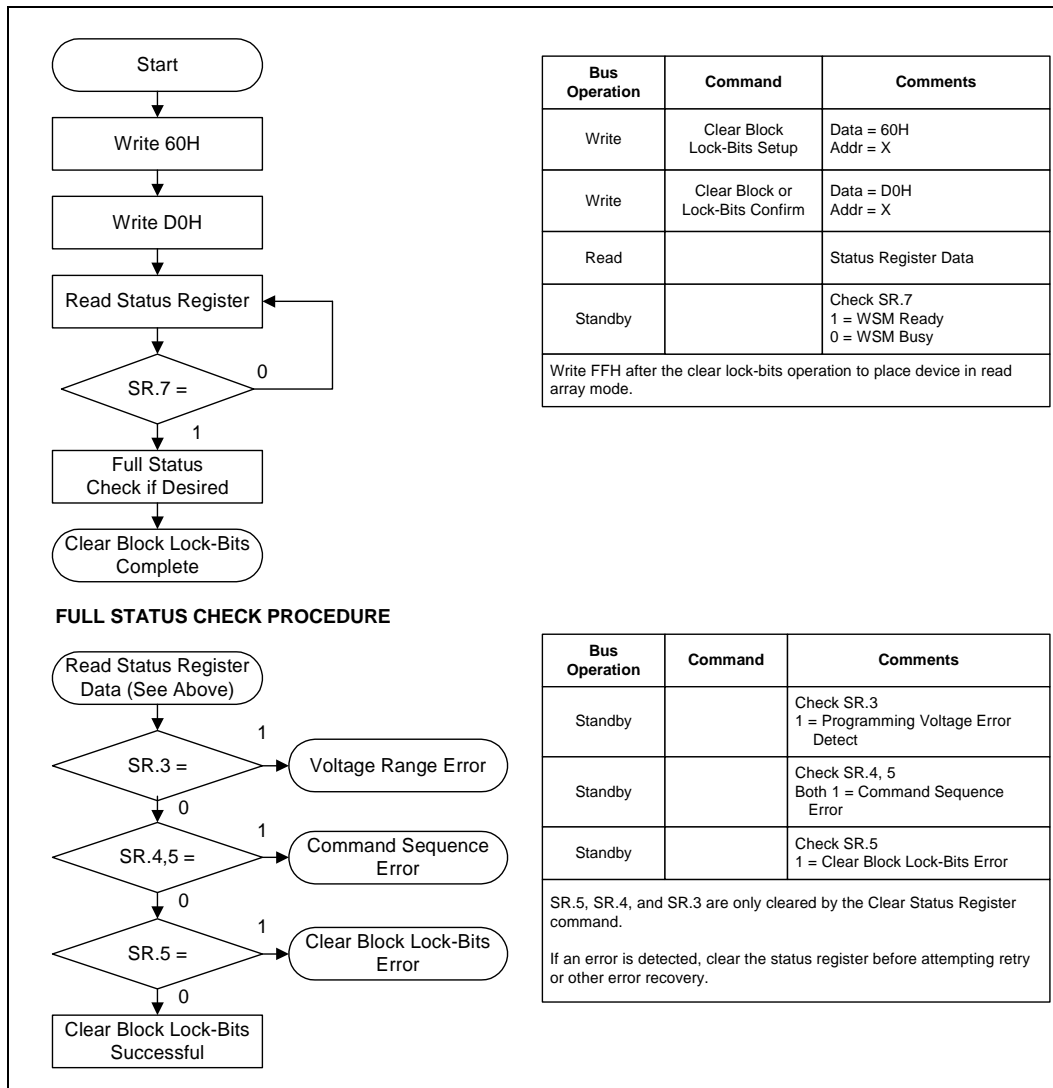 Start
Write 60H
Write D0H
Read Status Register
0
SR.7 =
1
Full Status
Check if Desired
Clear Block Lock-Bits
Complete
Bus
Operation
Command
Comments
Write
Clear Block
Lock-Bits Setup
Data = 60H
Addr = X
Write
Clear Block or
Lock-Bits Confirm
Data = D0H
Addr = X
Read
Status Register Data
Standby
Check SR.7
1 = WSM Ready
0 = WSM Busy
Write FFH after the clear lock-bits operation to place device in read
array mode.
FULL STATUS CHECK PROCEDURE
Read Status Register
Data (See Above)
1
SR.3 =
Voltage Range Error
0
1
SR.4,5 =
Command Sequence
Error
0
1
SR.5 =
Clear Block Lock-Bits
Error
0
Clear Block Lock-Bits
Successful
Bus
Operation
Command
Comments
Standby
Check SR.3
1 = Programming Voltage Error
Detect
Standby
Check SR.4, 5
Both 1 = Command Sequence
Error
Standby
Check SR.5
1 = Clear Block Lock-Bits Error
SR.5, SR.4, and SR.3 are only cleared by the Clear Status Register
command.
If an error is detected, clear the status register before attempting retry
or other error recovery.